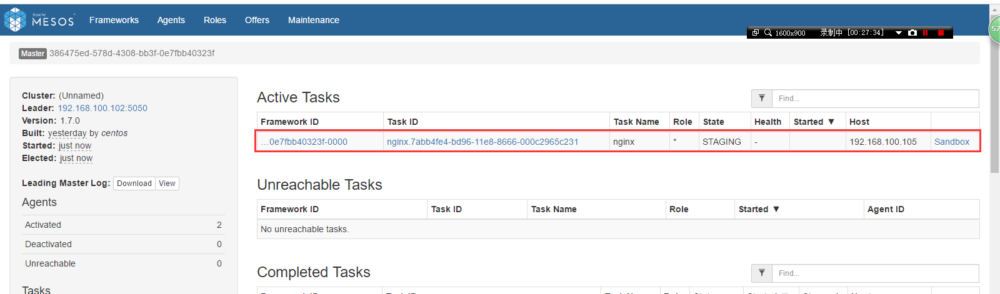 Apache MESOS™ Frameworks Agents Roles Offers Maintenance
1600x900 录制中 [00:27:34]
57
Master 386475ed-578d-4308-bb3f-0e7fbb40323f
Cluster: (Unnamed)
Leader: 192.168.100.102:5050
Version: 1.7.0
Built: yesterday by centos
Started: just now
Elected: just now
Leading Master Log: Download View
Agents
Activated 2
Deactivated 0
Unreachable 0
Tasks
Active Tasks
Find...
Framework ID Task ID Task Name Role State Health Started ▼ Host
…0e7fbb40323f-0000 nginx.7abb4fe4-bd96-11e8-8666-000c2965c231 nginx * STAGING - 192.168.100.105 Sandbox
Unreachable Tasks
Framework ID Task ID Task Name Role Started ▼ Agent ID
No unreachable tasks.
Completed Tasks
Find...